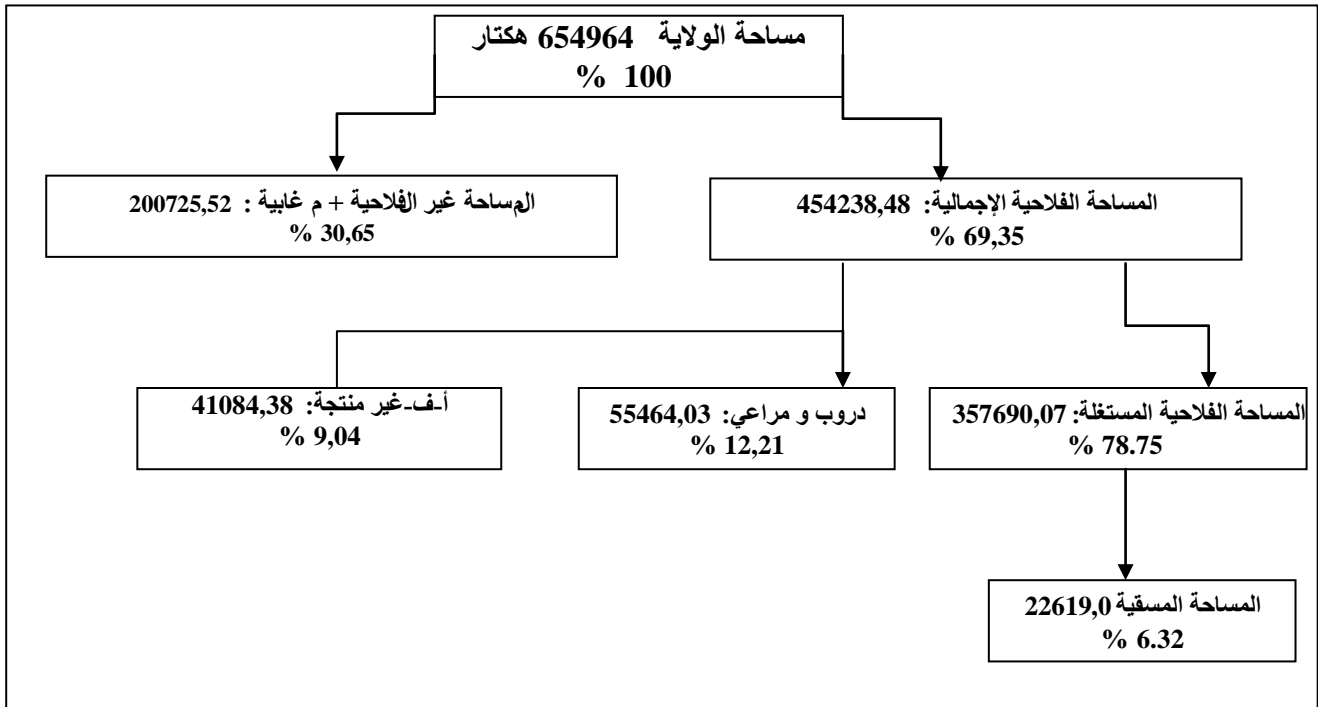 مساحة الولاية 654964 هكتار
100 %
المساحة الفلاحية الإجمالية: 454238,48
69,35 %
المساحة غير الفلاحية + م غابية : 200725,52
30,65 %
المساحة الفلاحية المستغلة: 357690,07
78.75 %
دروب و مراعي: 55464,03
12,21 %
أ-ف-غير منتجة: 41084,38
9,04 %
المساحة المسقية 22619,0
6.32 %